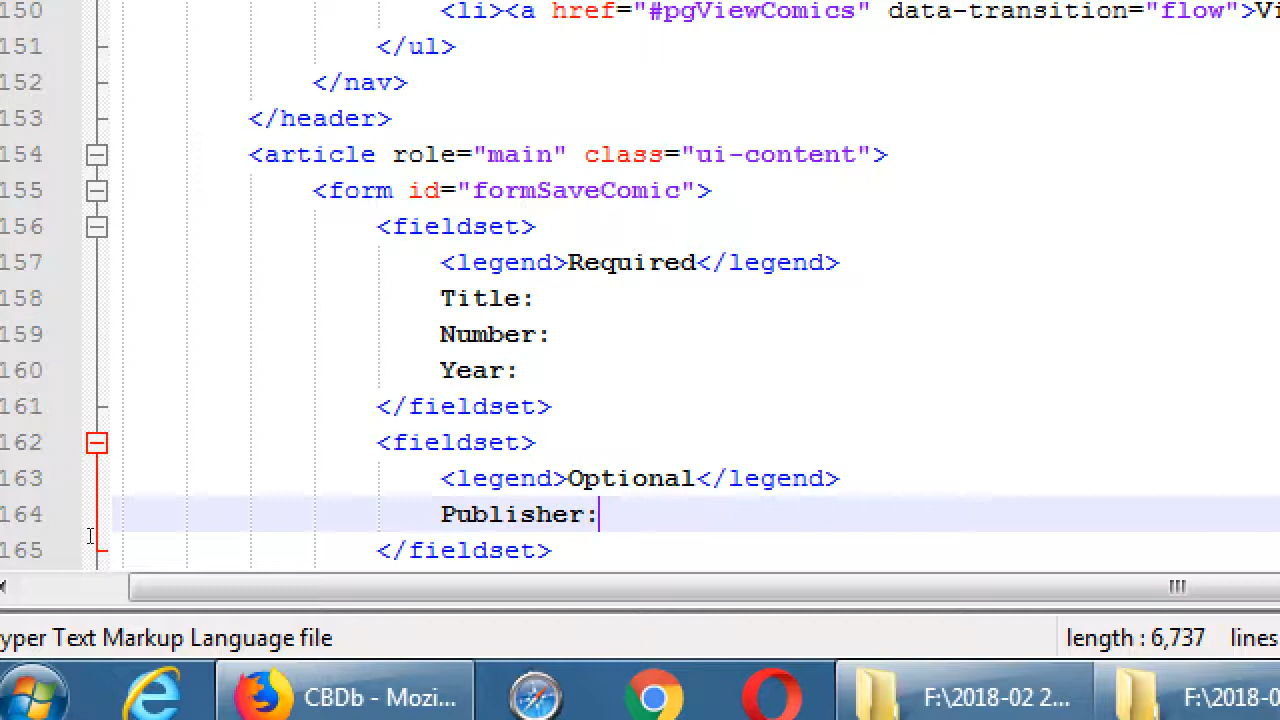 150 <li><a href="#pgViewComics" data-transition="flow">Vi
151 </ul>
152 </nav>
153 </header>
154 <article role="main" class="ui-content">
155 <form id="formSaveComic">
156 <fieldset>
157 <legend>Required</legend>
158 Title:
159 Number:
160 Year:
161 </fieldset>
162 <fieldset>
163 <legend>Optional</legend>
164 Publisher:
165 </fieldset>
yper Text Markup Language file length : 6,737 lines
CBDb - Mozi... F:\2018-02 2... F:\2018-0